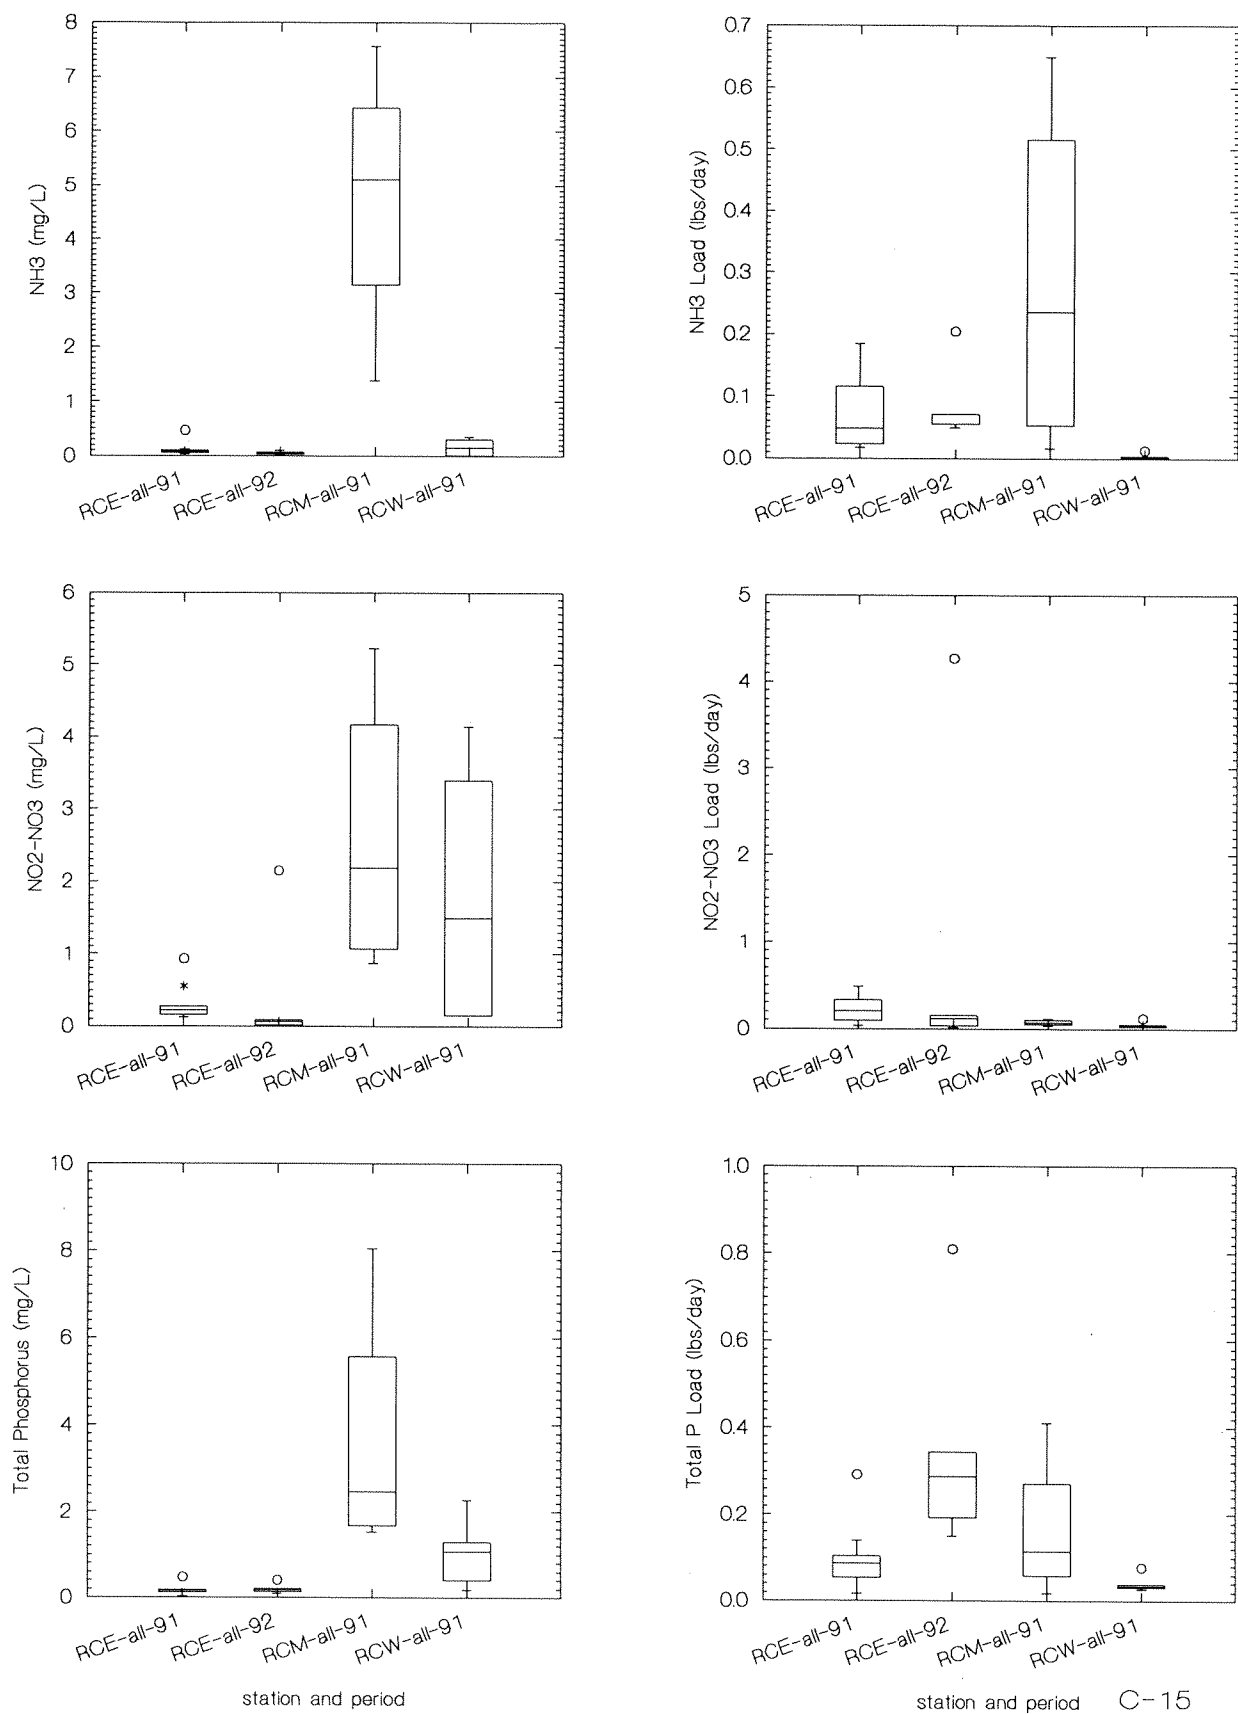 8
7
6
5
4
3
2
1
0
NH3 (mg/L)
RCE-all-91
RCE-all-92
RCM-all-91
RCW-all-91
0.7
0.6
0.5
0.4
0.3
0.2
0.1
0.0
NH3 Load (lbs/day)
RCE-all-91
RCE-all-92
RCM-all-91
RCW-all-91
6
5
4
3
2
1
0
NO2-NO3 (mg/L)
RCE-all-91
RCE-all-92
RCM-all-91
RCW-all-91
5
4
3
2
1
0
NO2-NO3 Load (lbs/day)
RCE-all-91
RCE-all-92
RCM-all-91
RCW-all-91
10
8
6
4
2
0
Total Phosphorus (mg/L)
RCE-all-91
RCE-all-92
RCM-all-91
RCW-all-91
station and period
1.0
0.8
0.6
0.4
0.2
0.0
Total P Load (lbs/day)
RCE-all-91
RCE-all-92
RCM-all-91
RCW-all-91
station and period
C-15